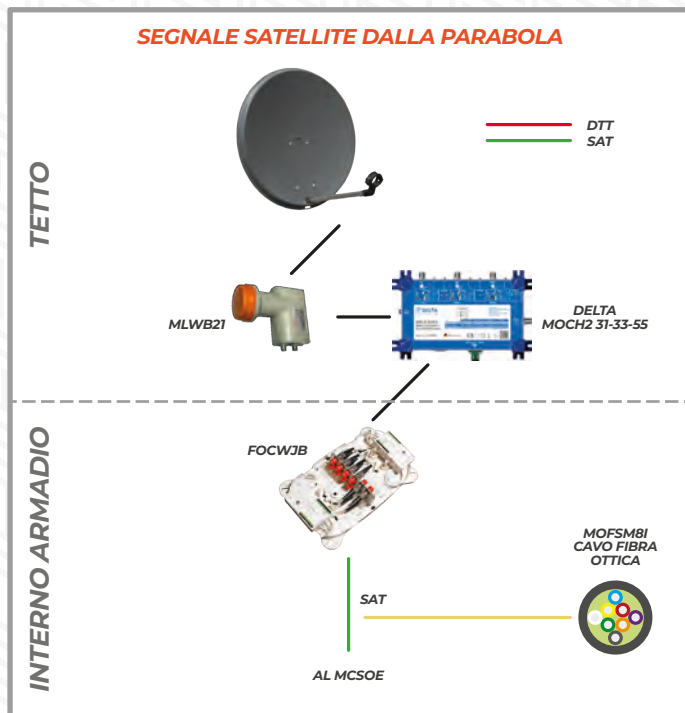 SEGNALE SATELLITE DALLA PARABOLA
DTT
SAT
TETTO
MLWB21
DELTA
MOCH2 31-33-55
INTERNO ARMADIO
FOCWJB
MOFSM8I
CAVO FIBRA
OTTICA
SAT
AL MCSOE